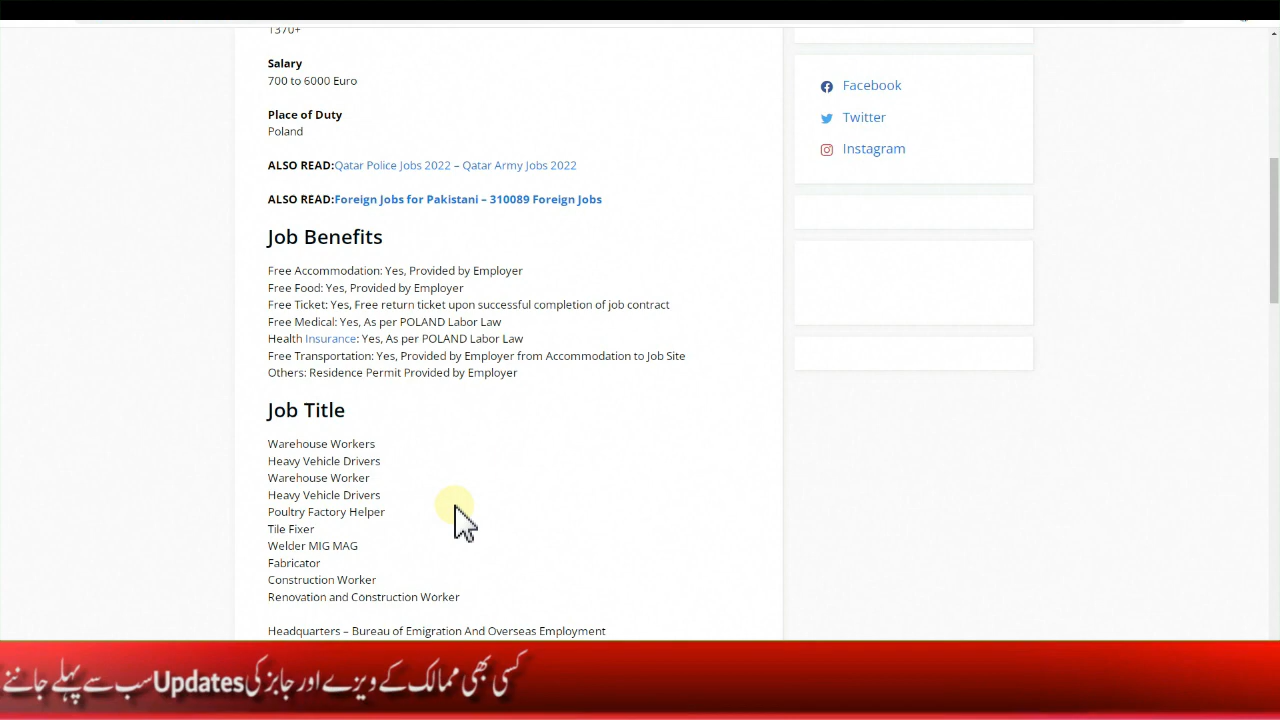 1370+
Salary
700 to 6000 Euro
Place of Duty
Poland
ALSO READ:Qatar Police Jobs 2022 – Qatar Army Jobs 2022
ALSO READ:Foreign Jobs for Pakistani – 310089 Foreign Jobs
Job Benefits
Free Accommodation: Yes, Provided by Employer
Free Food: Yes, Provided by Employer
Free Ticket: Yes, Free return ticket upon successful completion of job contract
Free Medical: Yes, As per POLAND Labor Law
Health Insurance: Yes, As per POLAND Labor Law
Free Transportation: Yes, Provided by Employer from Accommodation to Job Site
Others: Residence Permit Provided by Employer
Job Title
Warehouse Workers
Heavy Vehicle Drivers
Warehouse Worker
Heavy Vehicle Drivers
Poultry Factory Helper
Tile Fixer
Welder MIG MAG
Fabricator
Construction Worker
Renovation and Construction Worker
Headquarters – Bureau of Emigration And Overseas Employment
Facebook
Twitter
Instagram
کسی بھی ممالک کے ویزے اور جابز کی Updates سب سے پہلے جاننے